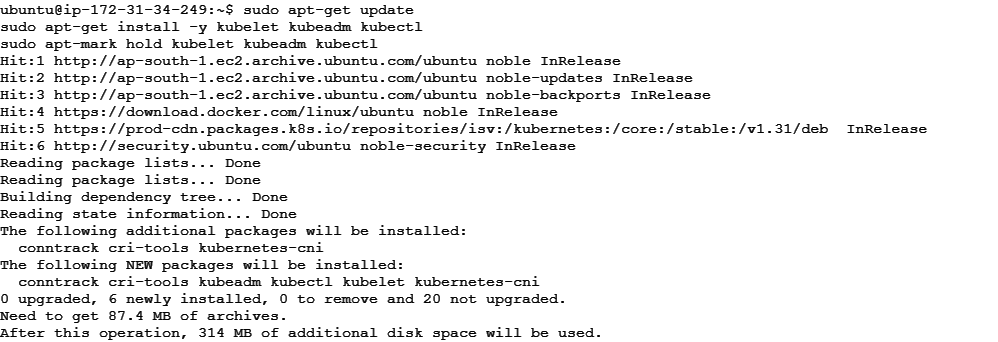 ubuntu@ip-172-31-34-249:~$ sudo apt-get update
sudo apt-get install -y kubelet kubeadm kubectl
sudo apt-mark hold kubelet kubeadm kubectl
Hit:1 http://ap-south-1.ec2.archive.ubuntu.com/ubuntu noble InRelease
Hit:2 http://ap-south-1.ec2.archive.ubuntu.com/ubuntu noble-updates InRelease
Hit:3 http://ap-south-1.ec2.archive.ubuntu.com/ubuntu noble-backports InRelease
Hit:4 https://download.docker.com/linux/ubuntu noble InRelease
Hit:5 https://prod-cdn.packages.k8s.io/repositories/isv:/kubernetes:/core:/stable:/v1.31/deb  InRelease
Hit:6 http://security.ubuntu.com/ubuntu noble-security InRelease
Reading package lists... Done
Reading package lists... Done
Building dependency tree... Done
Reading state information... Done
The following additional packages will be installed:
  conntrack cri-tools kubernetes-cni
The following NEW packages will be installed:
  conntrack cri-tools kubeadm kubectl kubelet kubernetes-cni
0 upgraded, 6 newly installed, 0 to remove and 20 not upgraded.
Need to get 87.4 MB of archives.
After this operation, 314 MB of additional disk space will be used.